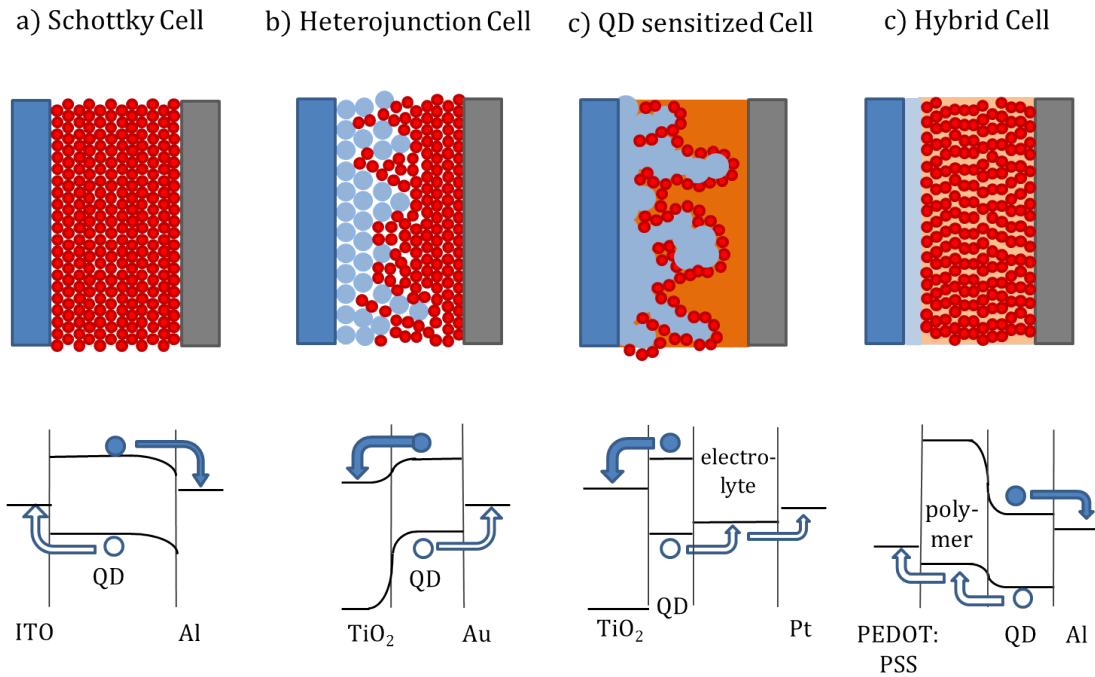 a) Schottky Cell
b) Heterojunction Cell
c) QD sensitized Cell
c) Hybrid Cell
QD
ITO
Al
QD
TiO₂
Au
electro-
lyte
QD
TiO₂
Pt
poly-
mer
PEDOT:
PSS
QD
Al